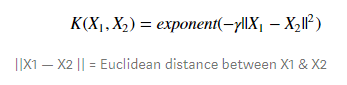 K(X₁, X₂) = exponent(−γ||X₁ − X₂||²)
||X1 — X2 || = Euclidean distance between X1 & X2